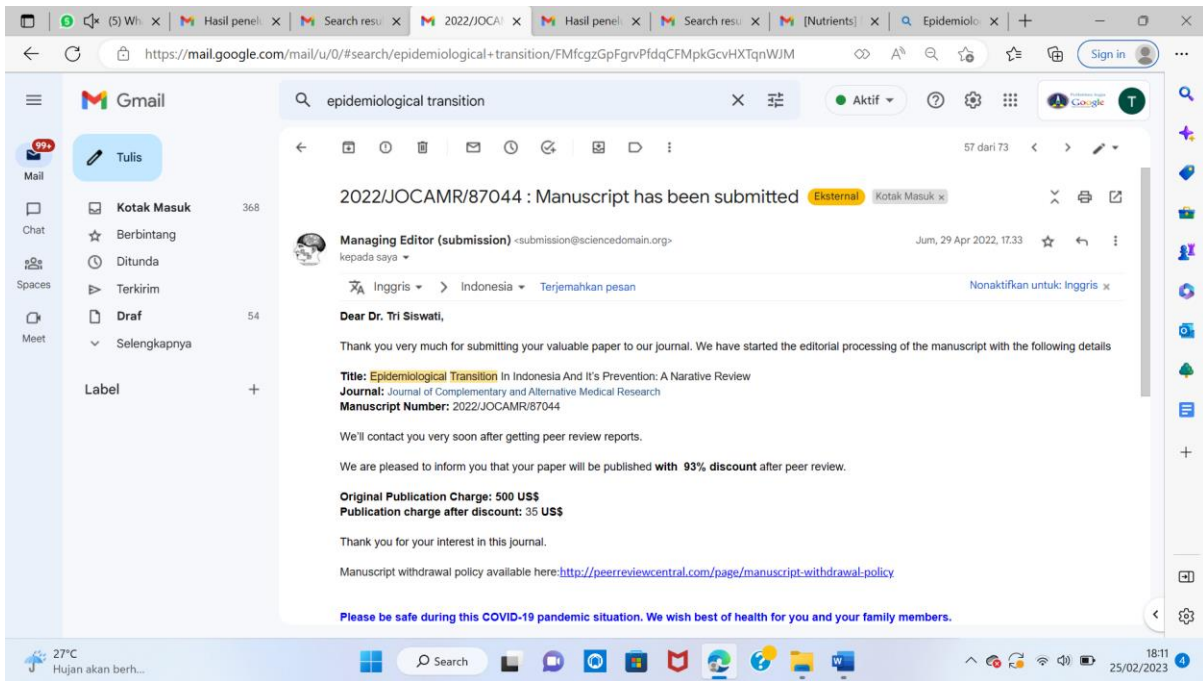 (5) Wh
Hasil penel
Search resu
2022/JOCA
Hasil penel
Search resu
[Nutrients]
Epidemiolo
https://mail.google.com/mail/u/0/#search/epidemiological+transition/FMfcgzGpFgrvPfdqCFMpkGcvHXTqnWJM
Sign in
Gmail
epidemiological transition
Aktif
Google
T
99+
Mail
Chat
Spaces
Meet
Tulis
Kotak Masuk 368
Berbintang
Ditunda
Terkirim
Draf 54
Selengkapnya
Label
57 dari 73
2022/JOCAMR/87044 : Manuscript has been submitted Eksternal Kotak Masuk x
Managing Editor (submission) <submission@sciencedomain.org> Jum, 29 Apr 2022, 17.33
kepada saya
Inggris > Indonesia Terjemahkan pesan Nonaktifkan untuk: Inggris x
Dear Dr. Tri Siswati,
Thank you very much for submitting your valuable paper to our journal. We have started the editorial processing of the manuscript with the following details
Title: Epidemiological Transition In Indonesia And It's Prevention: A Narative Review
Journal: Journal of Complementary and Alternative Medical Research
Manuscript Number: 2022/JOCAMR/87044
We'll contact you very soon after getting peer review reports.
We are pleased to inform you that your paper will be published with 93% discount after peer review.
Original Publication Charge: 500 US$
Publication charge after discount: 35 US$
Thank you for your interest in this journal.
Manuscript withdrawal policy available here:http://peerreviewcentral.com/page/manuscript-withdrawal-policy
Please be safe during this COVID-19 pandemic situation. We wish best of health for you and your family members.
27°C
Hujan akan berh...
Search
18:11
25/02/2023
4